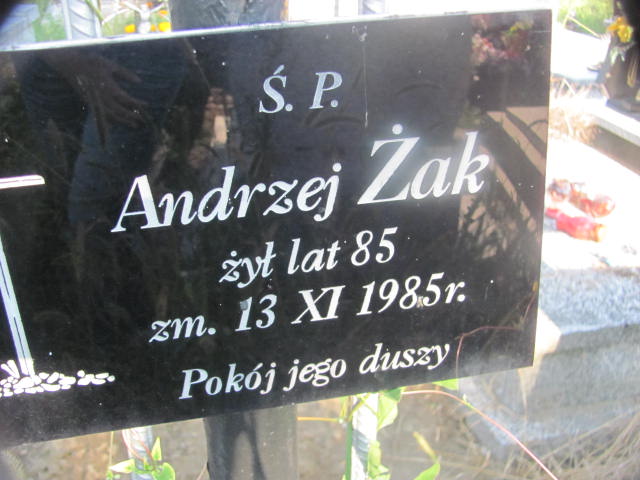 Ś. P.
Andrzej Żak
żył lat 85
zm. 13 XI 1985r.
Pokój jego duszy